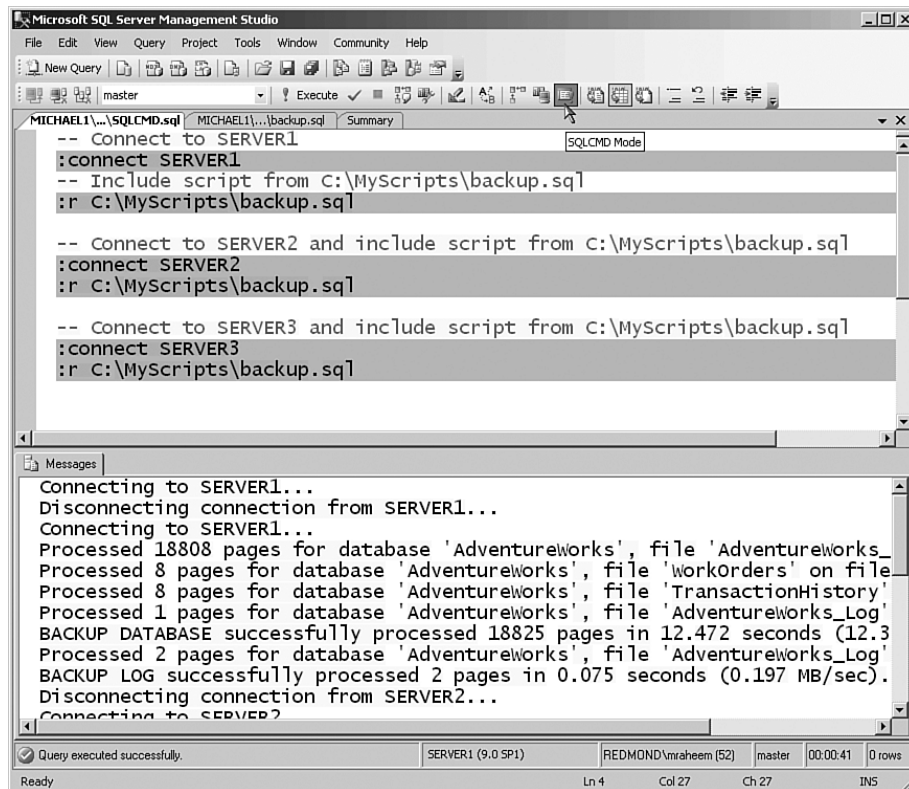 Microsoft SQL Server Management Studio
File Edit View Query Project Tools Window Community Help
New Query
master Execute
MICHAEL1\...\SQLCMD.sql MICHAEL1\...\backup.sql Summary
SQLCMD Mode
-- Connect to SERVER1
:connect SERVER1
-- Include script from C:\MyScripts\backup.sql
:r C:\MyScripts\backup.sql
-- Connect to SERVER2 and include script from C:\MyScripts\backup.sql
:connect SERVER2
:r C:\MyScripts\backup.sql
-- Connect to SERVER3 and include script from C:\MyScripts\backup.sql
:connect SERVER3
:r C:\MyScripts\backup.sql
Messages
Connecting to SERVER1...
Disconnecting connection from SERVER1...
Connecting to SERVER1...
Processed 18808 pages for database 'AdventureWorks', file 'AdventureWorks_
Processed 8 pages for database 'AdventureWorks', file 'WorkOrders' on file
Processed 8 pages for database 'AdventureWorks', file 'TransactionHistory'
Processed 1 pages for database 'AdventureWorks', file 'AdventureWorks_Log'
BACKUP DATABASE successfully processed 18825 pages in 12.472 seconds (12.3
Processed 2 pages for database 'AdventureWorks', file 'AdventureWorks_Log'
BACKUP LOG successfully processed 2 pages in 0.075 seconds (0.197 MB/sec).
Disconnecting connection from SERVER2...
Connecting to SERVER2
Query executed successfully. SERVER1 (9.0 SP1) REDMOND\mraheem (52) master 00:00:41 0 rows
Ready Ln 4 Col 27 Ch 27 INS